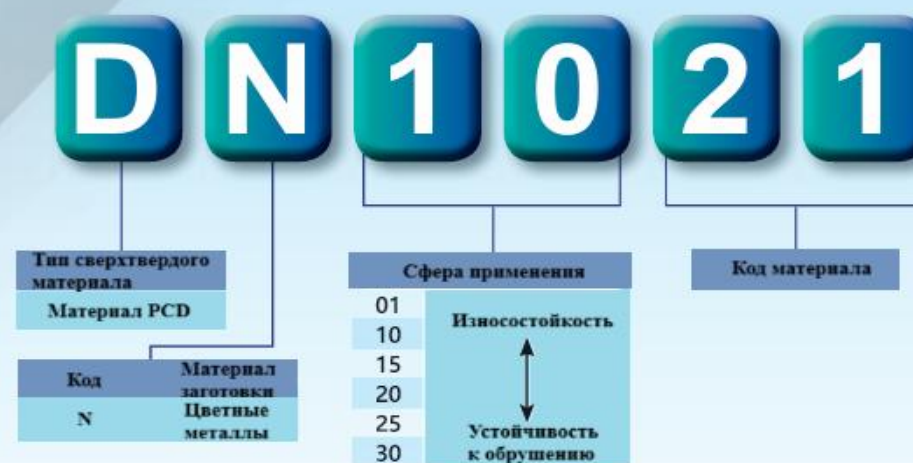 DN1021
Тип сверхтвердого
материала
Материал PCD
Код Материал
заготовки
N Цветные
металлы
Сфера применения
01
10
15
20
25
30
Износостойкость
Устойчивость
к обрушению
Код материала